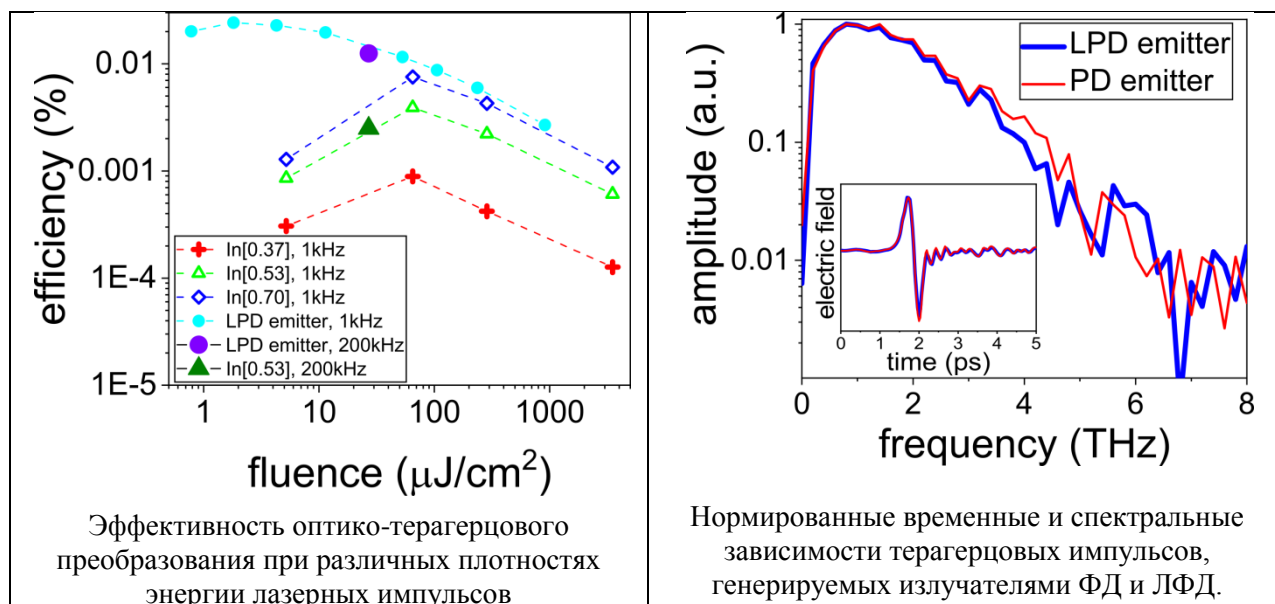 0.01
0.001
1E-4
1E-5
efficiency (%)
In[0.37], 1kHz
In[0.53], 1kHz
In[0.70], 1kHz
LPD emitter, 1kHz
LPD emitter, 200kHz
In[0.53], 200kHz
1 10 100 1000
fluence (μJ/cm²)
Эффективность оптико-терагерцового
преобразования при различных плотностях
энергии лазерных импульсов
1
0.1
0.01
amplitude (a.u.)
LPD emitter
PD emitter
electric field
0 1 2 3 4 5
time (ps)
0 2 4 6 8
frequency (THz)
Нормированные временные и спектральные
зависимости терагерцовых импульсов,
генерируемых излучателями ФД и ЛФД.